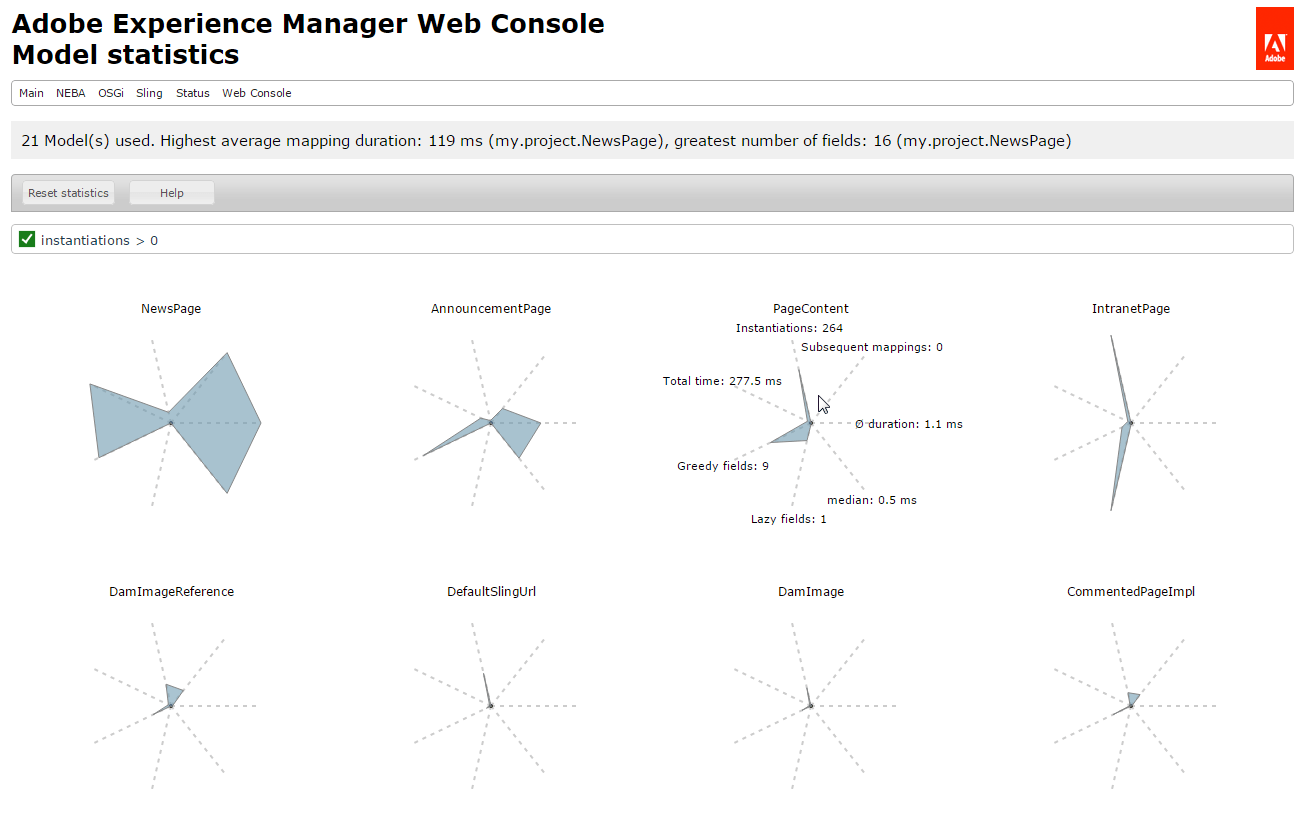 Adobe Experience Manager Web Console
Model statistics
Adobe
Main NEBA OSGi Sling Status Web Console
21 Model(s) used. Highest average mapping duration: 119 ms (my.project.NewsPage), greatest number of fields: 16 (my.project.NewsPage)
Reset statistics Help
instantiations > 0
NewsPage AnnouncementPage PageContent IntranetPage
Instantiations: 264
Subsequent mappings: 0
Total time: 277.5 ms
Ø duration: 1.1 ms
Greedy fields: 9
median: 0.5 ms
Lazy fields: 1
DamImageReference DefaultSlingUrl DamImage CommentedPageImpl